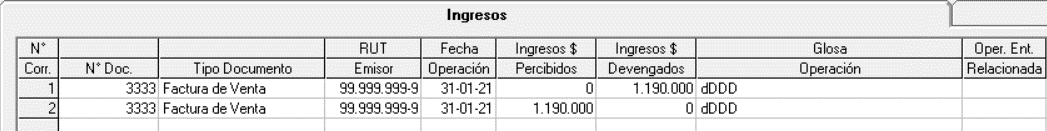 Ingresos
N° RUT Fecha Ingresos $ Ingresos $ Glosa Oper. Ent.
Corr. N° Doc. Tipo Documento Emisor Operación Percibidos Devengados Operación Relacionada
1 3333 Factura de Venta 99.999.999-9 31-01-21 0 1.190.000 dDDD
2 3333 Factura de Venta 99.999.999-9 31-01-21 1.190.000 0 dDDD